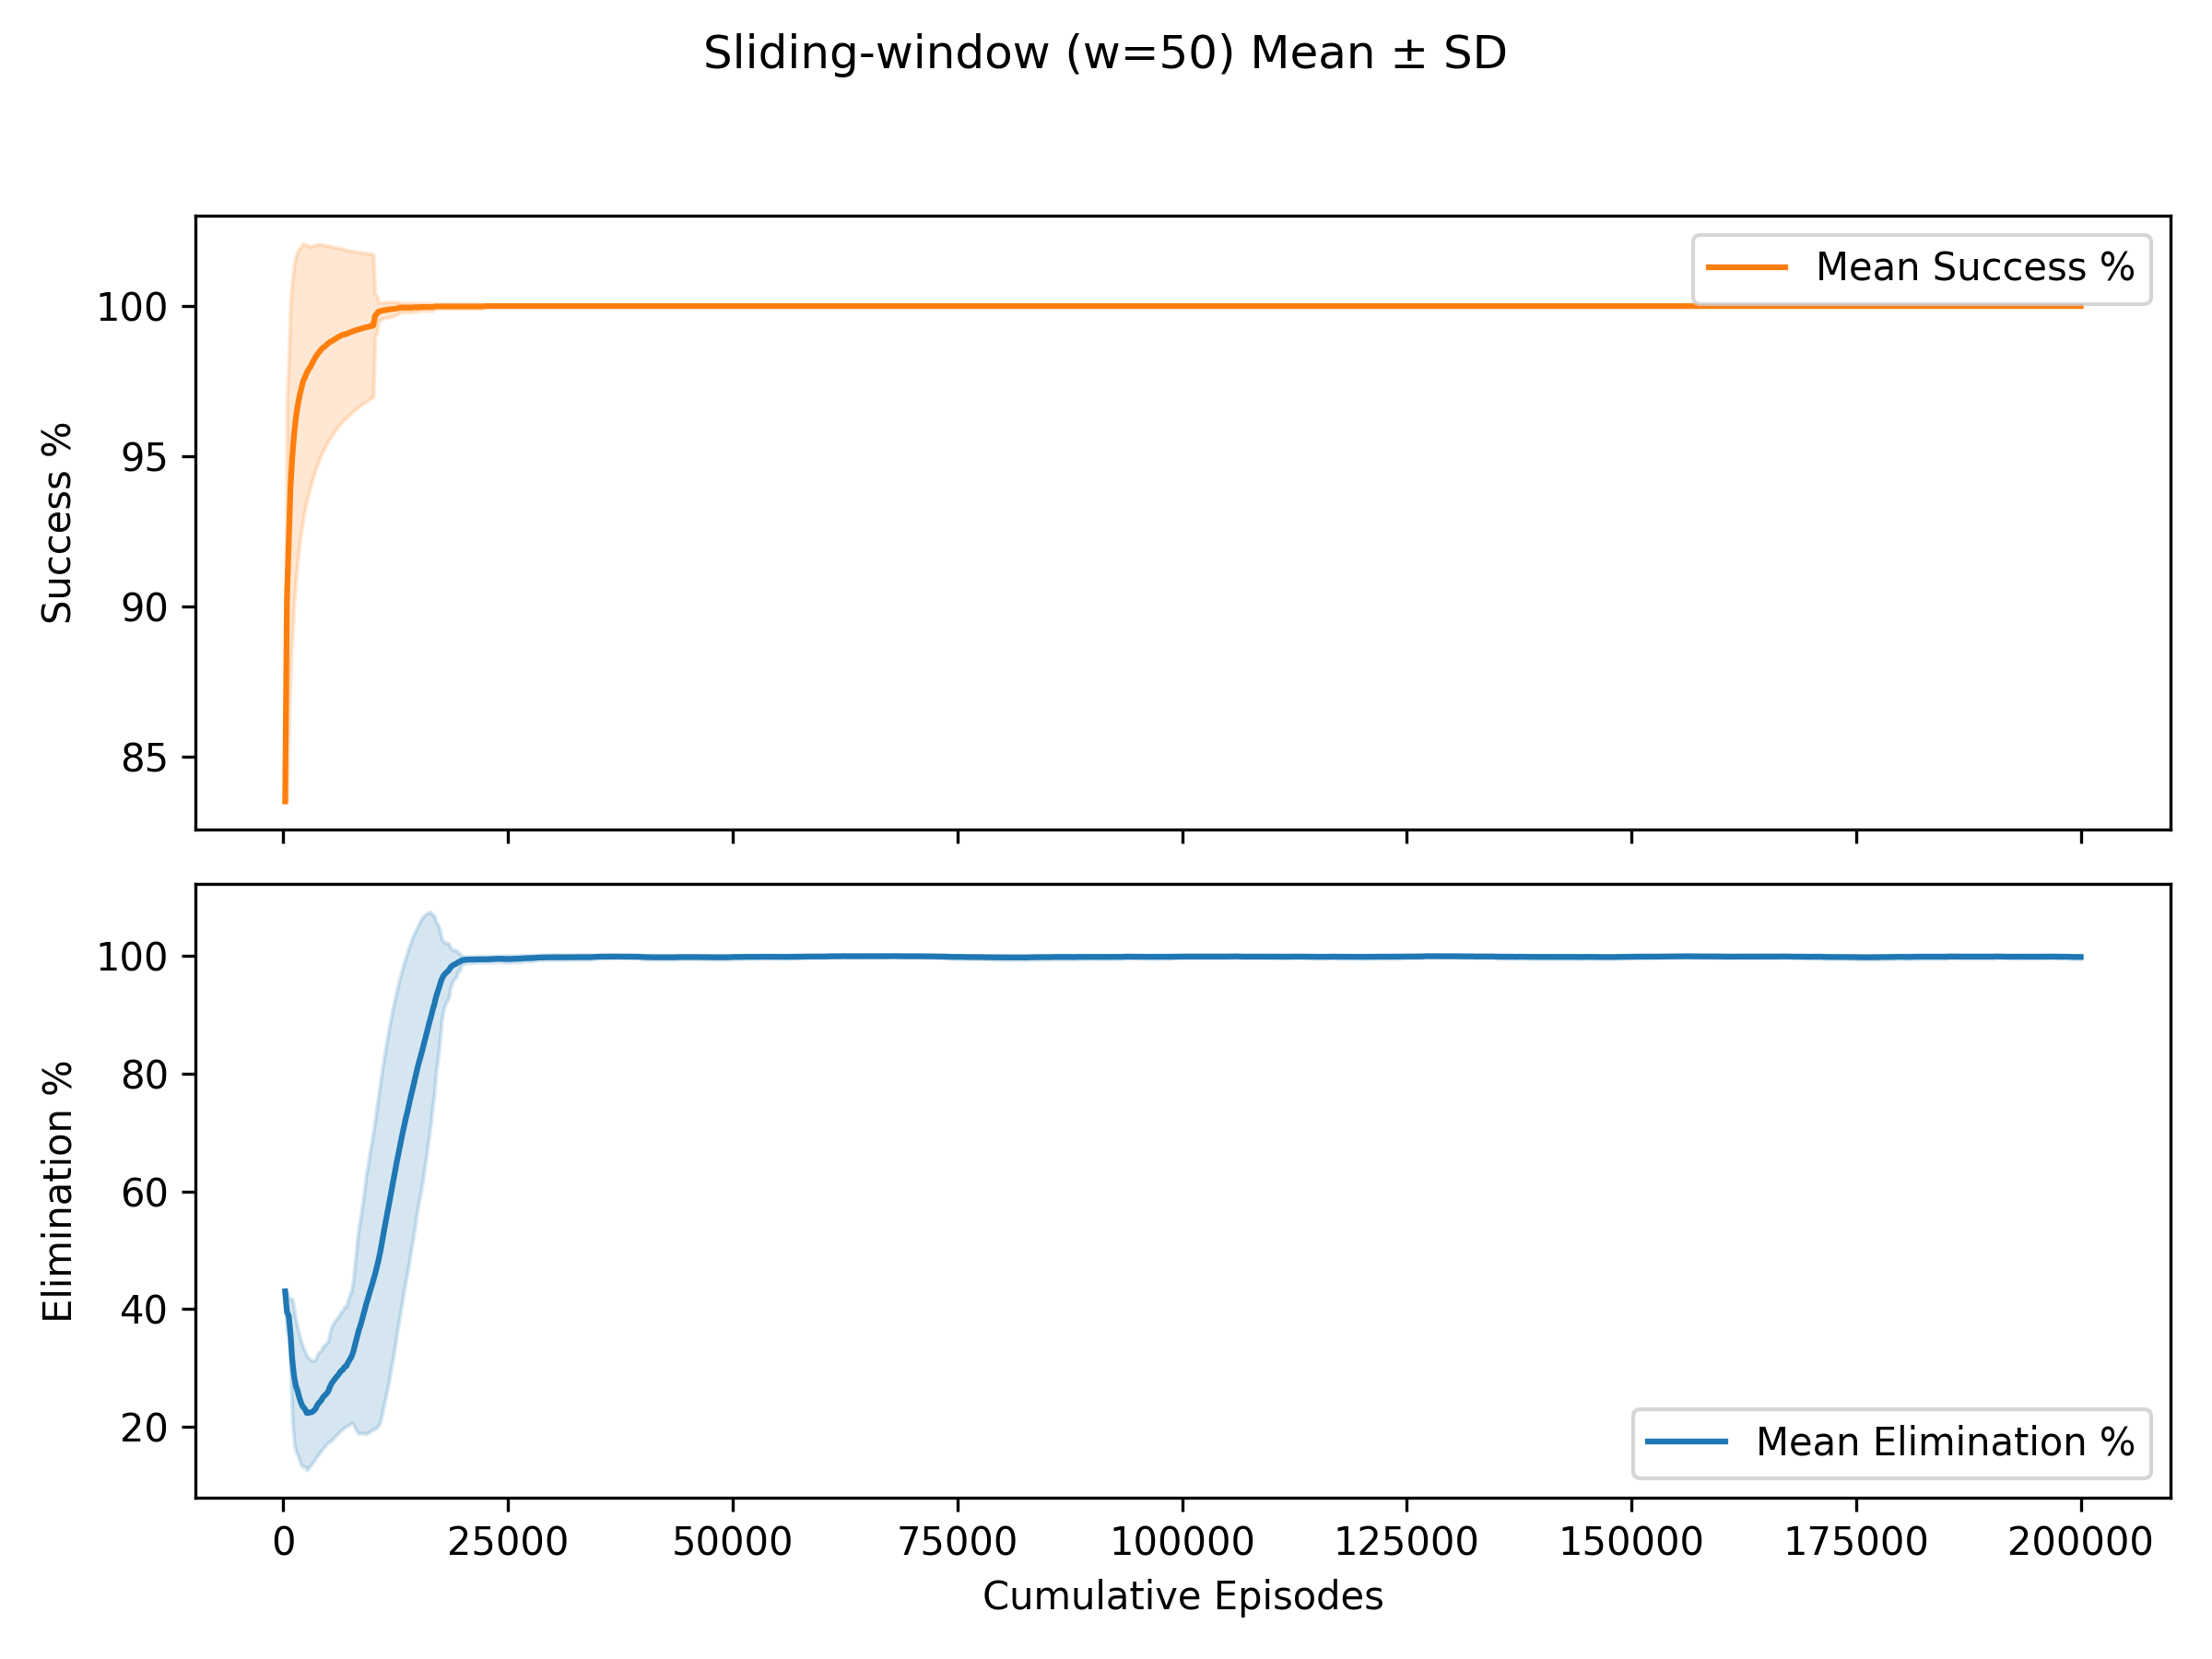 Sliding-window (w=50) Mean ± SD
Mean Success %
100
95
90
85
Success %
Mean Elimination %
100
80
60
40
20
Elimination %
0 25000 50000 75000 100000 125000 150000 175000 200000
Cumulative Episodes